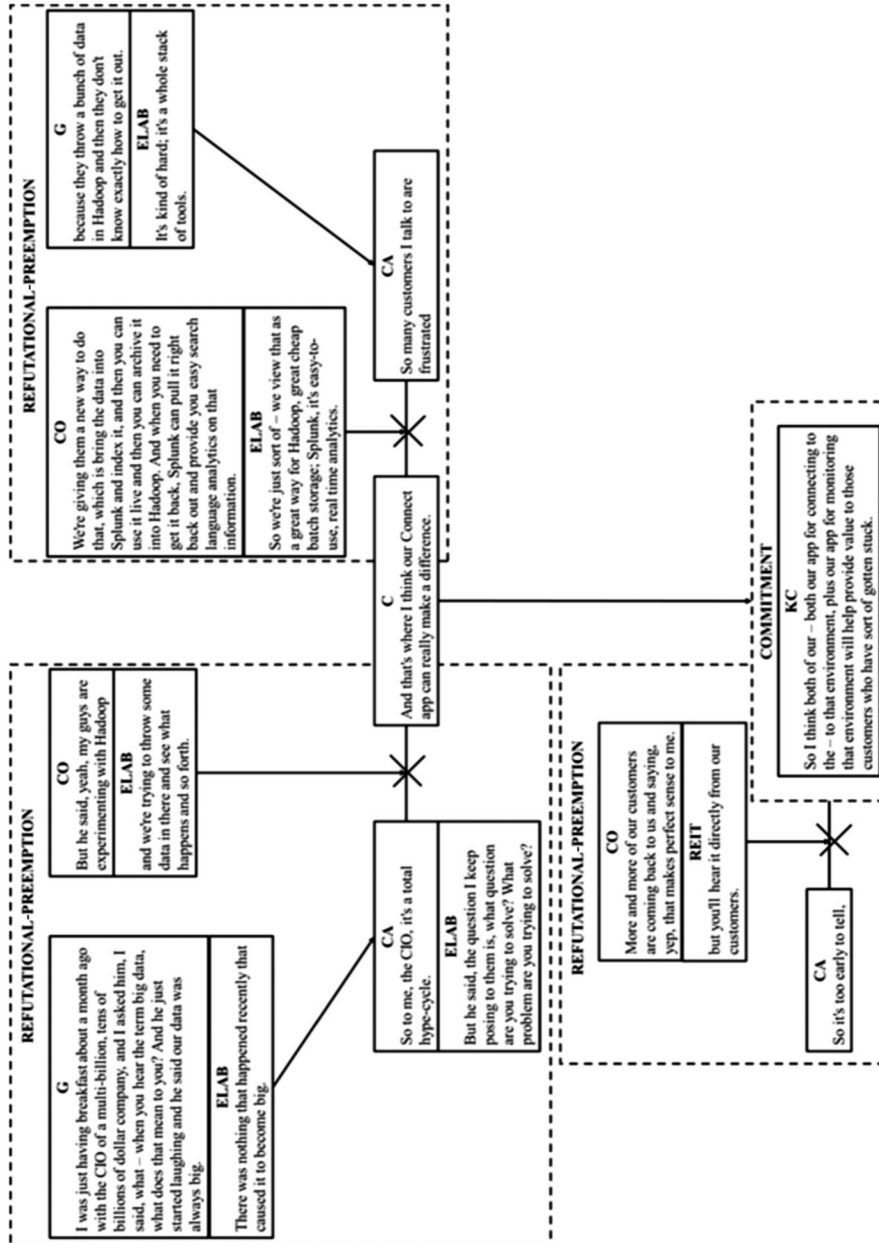 REFUTATIONAL-PREEMPTION
G
I was just having breakfast about a month ago
with the CIO of a multi-billion, tens of
billions of dollar company, and I asked him, I
said, what – when you hear the term big data,
what does that mean to you? And he just
started laughing and he said our data was
always big.
ELAB
There was nothing that happened recently that
caused it to become big.
CO
But he said, yeah, my guys are
experimenting with Hadoop
ELAB
and we're trying to throw some
data in there and see what
happens and so forth.
CA
So to me, the CIO, it's a total
hype-cycle.
ELAB
But he said, the question I keep
posing to them is, what question
are you trying to solve? What
problem are you trying to solve?
C
And that's where I think our Connect
app can really make a difference.
REFUTATIONAL-PREEMPTION
CO
We're giving them a new way to do
that, which is bring the data into
Splunk and index it, and then you can
use it live and then you can archive it
into Hadoop. And when you need to
get it back, Splunk can pull it right
back out and provide you easy search
language analytics on that
information.
ELAB
So we're just sort of – we view that as
a great way for Hadoop, great cheap
batch storage; Splunk, it's easy-to-
use, real time analytics.
G
because they throw a bunch of data
in Hadoop and then they don't
know exactly how to get it out.
ELAB
It's kind of hard; it's a whole stack
of tools.
CA
So many customers I talk to are
frustrated
REFUTATIONAL-PREEMPTION
CO
More and more of our customers
are coming back to us and saying,
yep, that makes perfect sense to me.
REIT
but you'll hear it directly from our
customers.
CA
So it's too early to tell,
COMMITMENT
KC
So I think both of our – both our app for connecting to
the – to that environment, plus our app for monitoring
that environment will help provide value to those
customers who have sort of gotten stuck.